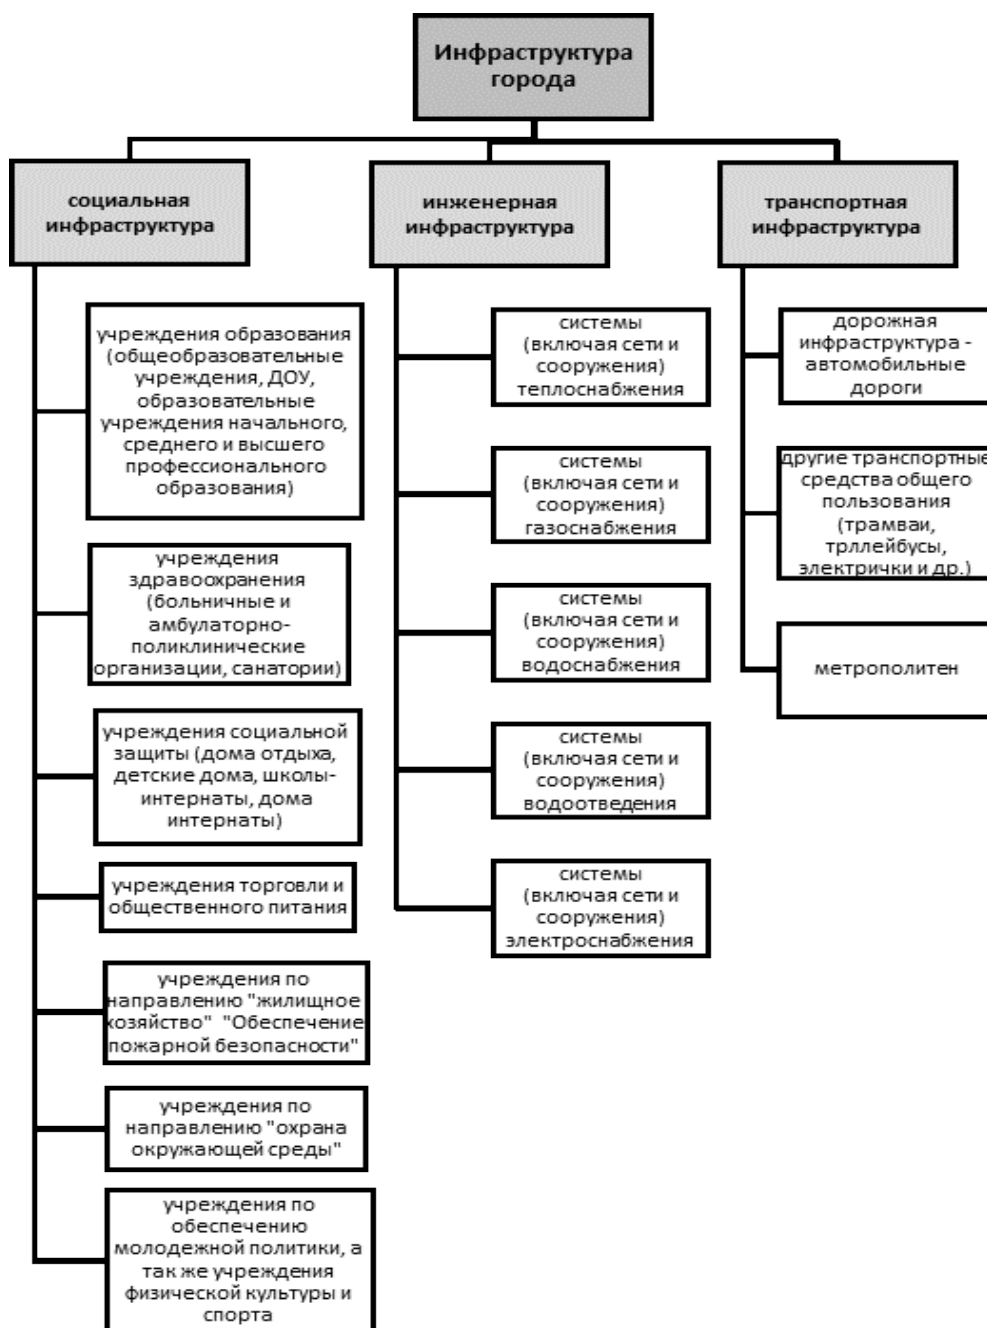 Инфраструктура
города
социальная
инфраструктура
учреждения образования
(общеобразовательные
учреждения, ДОУ,
образовательные
учреждения начального,
среднего и высшего
профессионального
образования)
учреждения
здравоохранения
(больничные и
амбулаторно-
поликлинические
организации, санатории)
учреждения социальной
защиты (дома отдыха,
детские дома, школы-
интернаты, дома
интернаты)
учреждения торговли и
общественного питания
учреждения по
направлению "жилищное
хозяйство" "Обеспечение
пожарной безопасности"
учреждения по
направлению "охрана
окружающей среды"
учреждения по
обеспечению
молодежной политики, а
так же учреждения
физической культуры и
спорта
инженерная
инфраструктура
системы
(включая сети и
сооружения)
теплоснабжения
системы
(включая сети и
сооружения)
газоснабжения
системы
(включая сети и
сооружения)
водоснабжения
системы
(включая сети и
сооружения)
водоотведения
системы
(включая сети и
сооружения)
электроснабжения
транспортная
инфраструктура
дорожная
инфраструктура -
автомобильные
дороги
другие транспортные
средства общего
пользования
(трамваи,
трллейбусы,
электрички и др.)
метрополитен